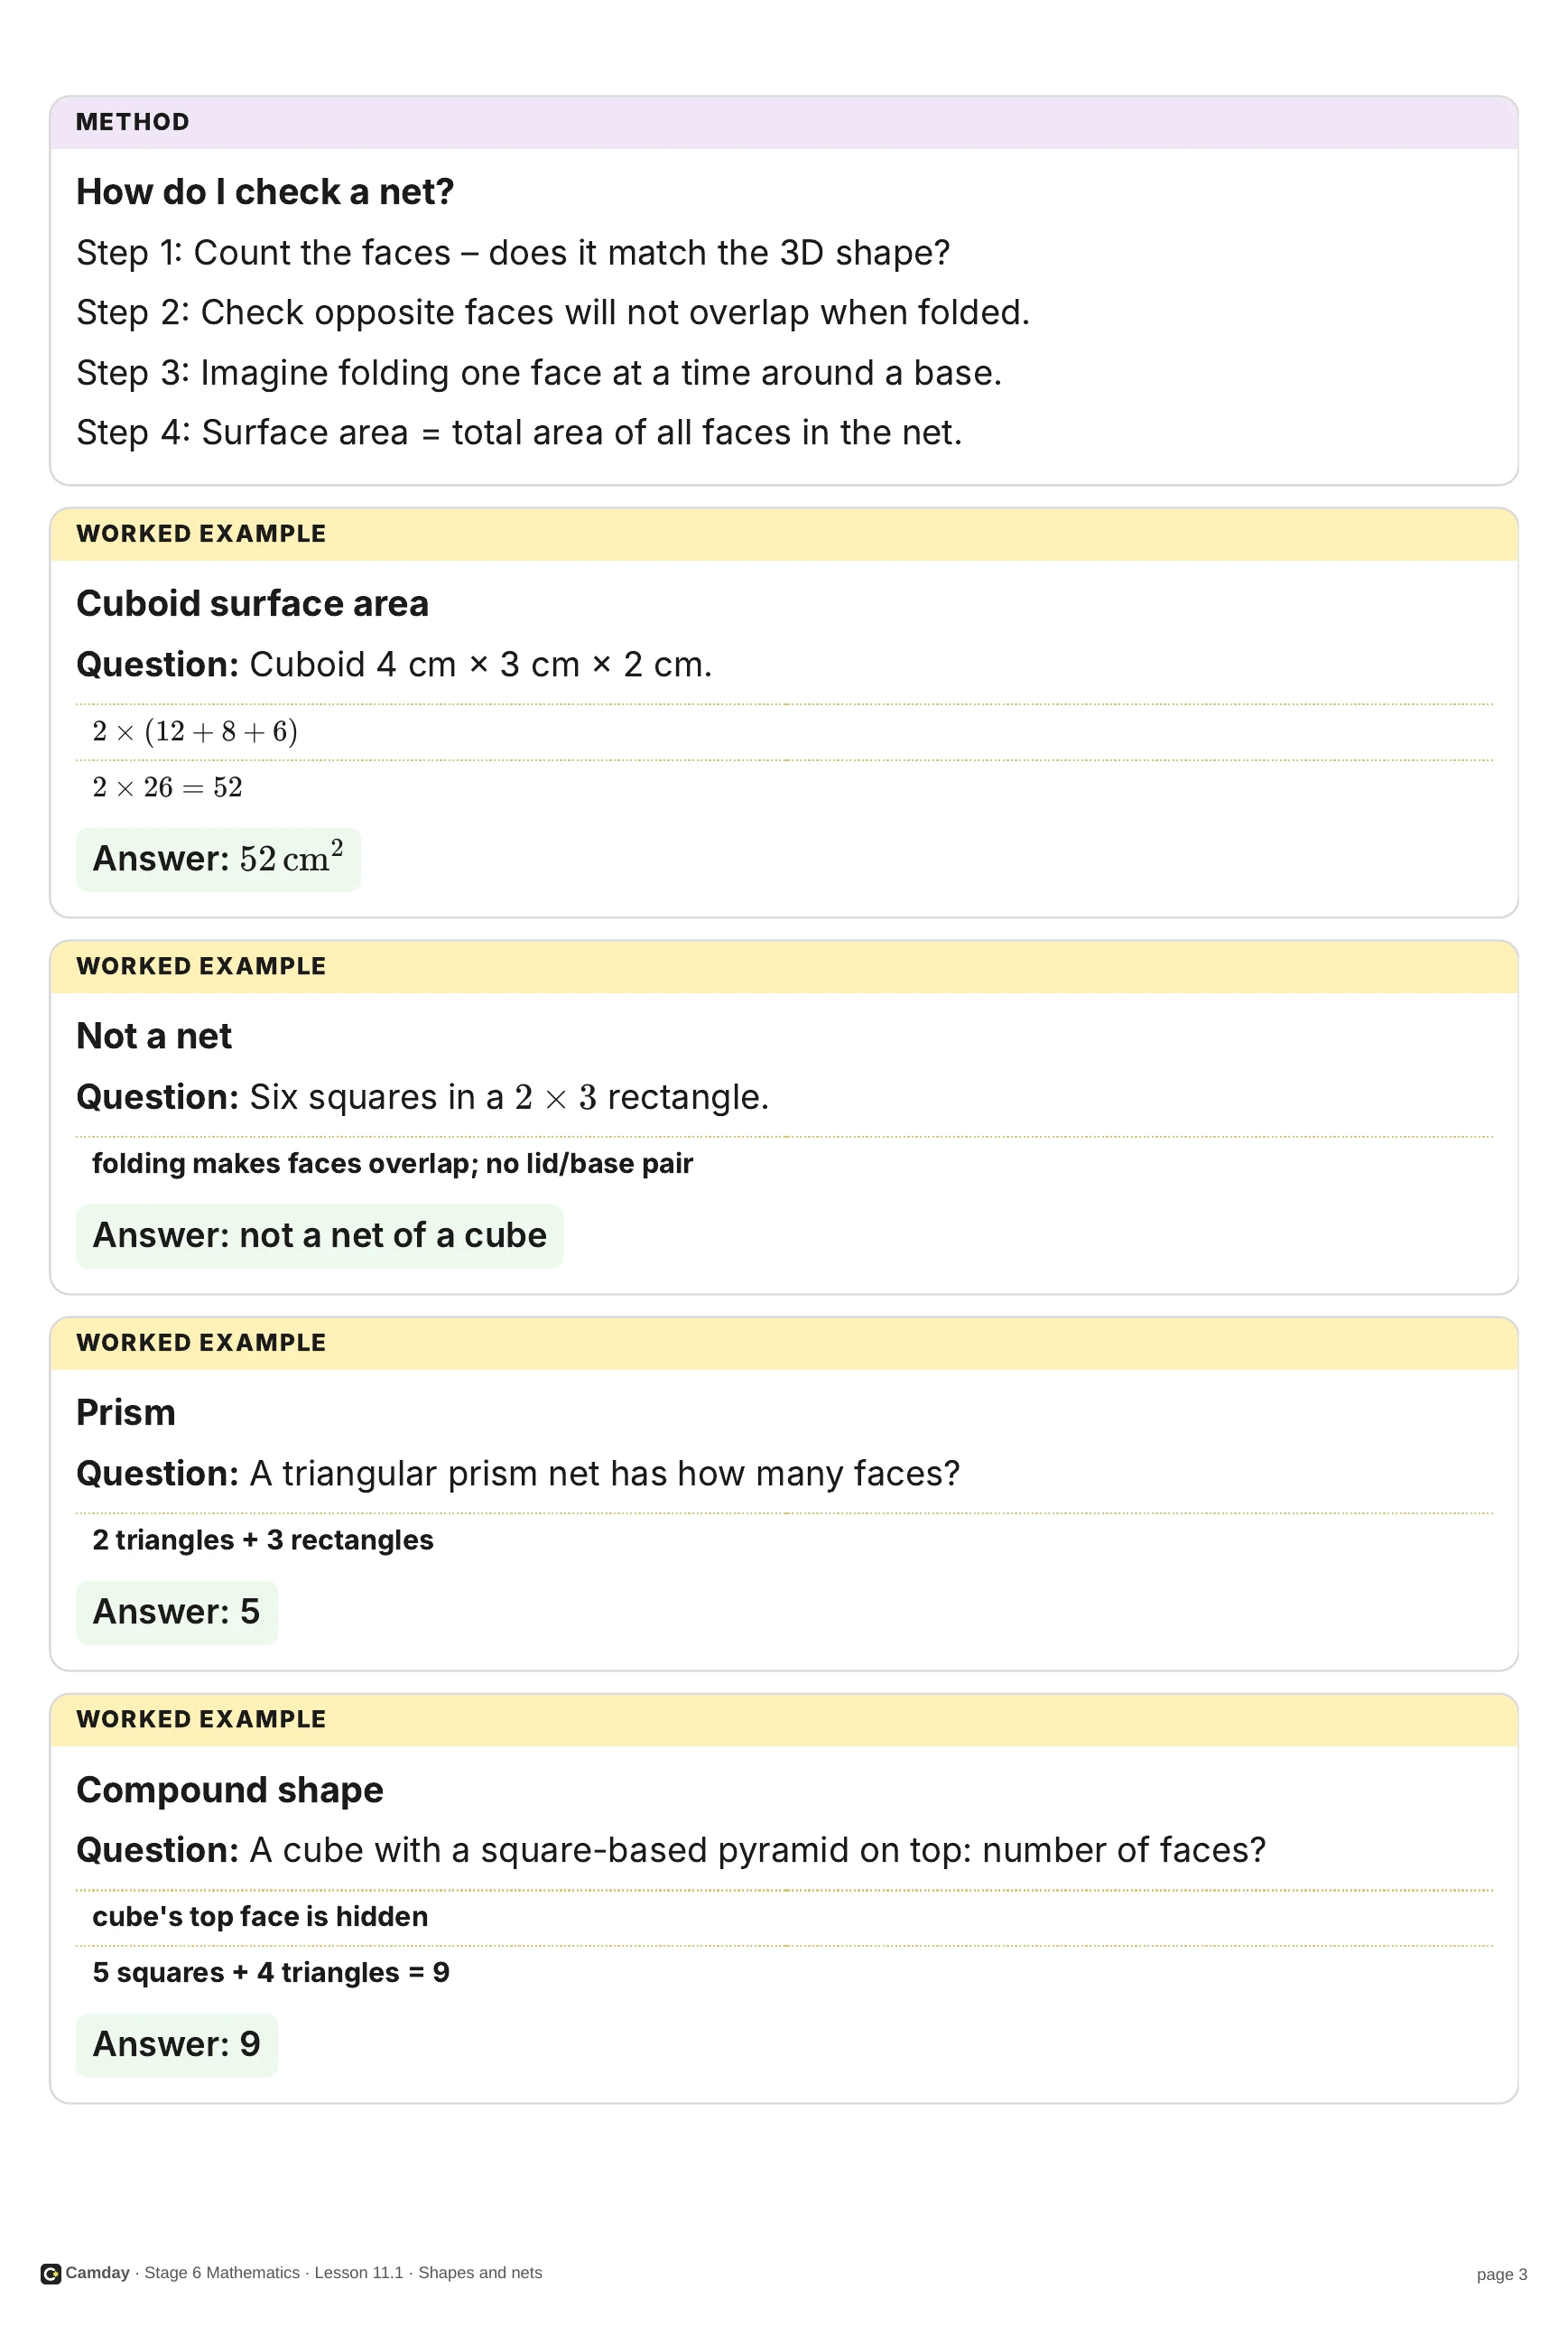 METHOD
How do I check a net?
Step 1: Count the faces – does it match the 3D shape?
Step 2: Check opposite faces will not overlap when folded.
Step 3: Imagine folding one face at a time around a base.
Step 4: Surface area = total area of all faces in the net.
WORKED EXAMPLE
Cuboid surface area
Question: Cuboid 4 cm × 3 cm × 2 cm.
2 × (12 + 8 + 6)
2 × 26 = 52
Answer: 52 cm²
WORKED EXAMPLE
Not a net
Question: Six squares in a 2 × 3 rectangle.
folding makes faces overlap; no lid/base pair
Answer: not a net of a cube
WORKED EXAMPLE
Prism
Question: A triangular prism net has how many faces?
2 triangles + 3 rectangles
Answer: 5
WORKED EXAMPLE
Compound shape
Question: A cube with a square-based pyramid on top: number of faces?
cube's top face is hidden
5 squares + 4 triangles = 9
Answer: 9
Camday · Stage 6 Mathematics · Lesson 11.1 · Shapes and nets
page 3